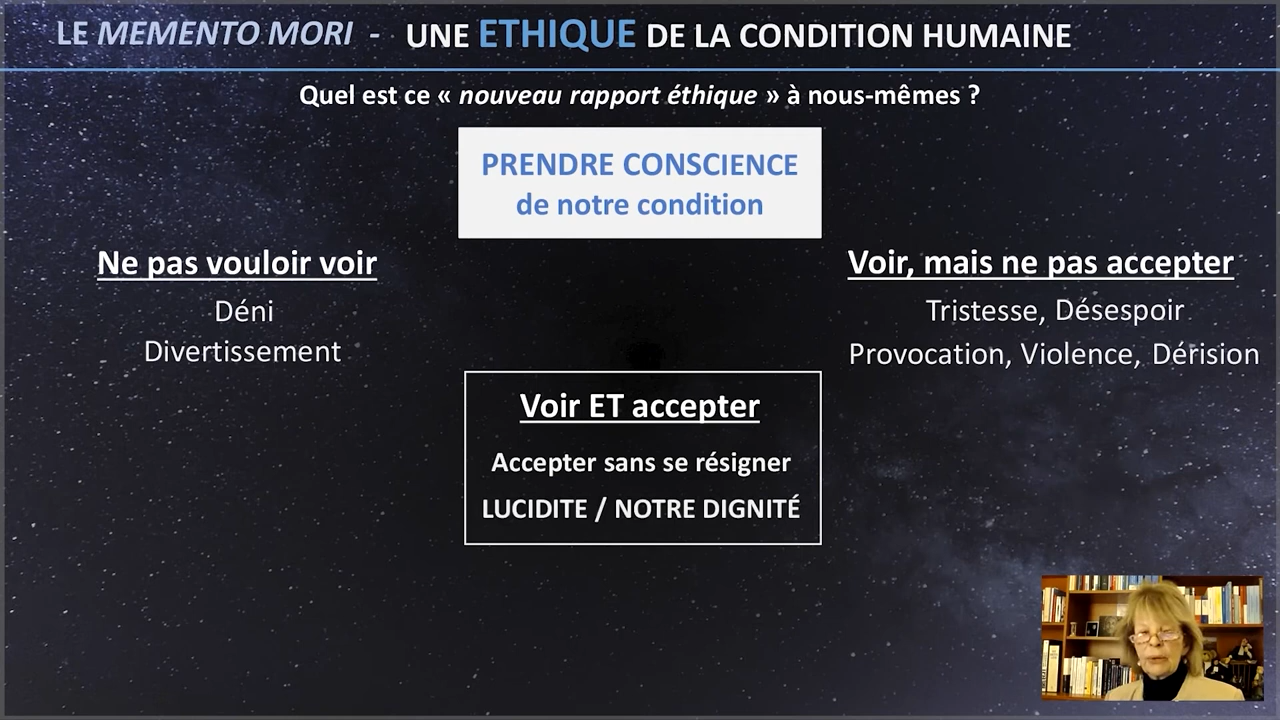 LE MEMENTO MORI - UNE ETHIQUE DE LA CONDITION HUMAINE
Quel est ce « nouveau rapport éthique » à nous-mêmes ?
PRENDRE CONSCIENCE
de notre condition
Ne pas vouloir voir
Déni
Divertissement
Voir, mais ne pas accepter
Tristesse, Désespoir
Provocation, Violence, Dérision
Voir ET accepter
Accepter sans se résigner
LUCIDITE / NOTRE DIGNITÉ